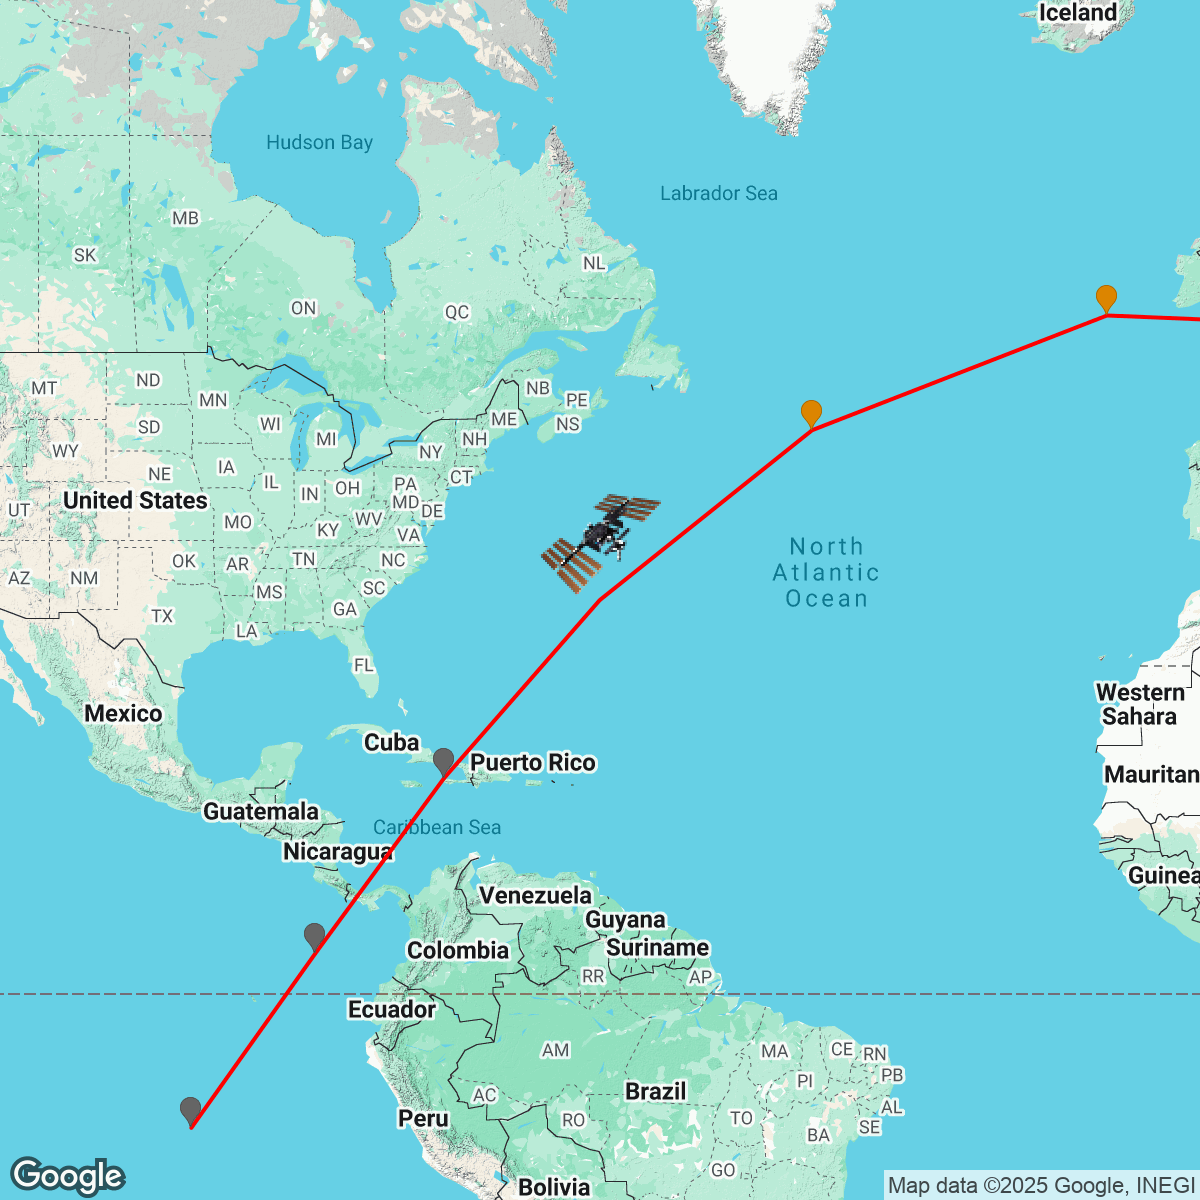 Iceland
Hudson Bay
Labrador Sea
MB
SK
NL
ON
QC
MT
ND
MN
NB
PE
NS
ME
SD
WI
MI
NH
NY
WY
IA
NE
IL
IN
OH
PA
CT
United States
UT
MD
DE
MO
WV
KY
VA
North
Atlantic
Ocean
OK
AR
TN
NC
AZ
NM
MS
SC
TX
GA
LA
FL
Western
Sahara
Mexico
Cuba
Puerto Rico
Mauritan
Guatemala
Caribbean Sea
Nicaragua
Venezuela
Guinea
Guyana
Suriname
Colombia
RR
AP
Ecuador
AM
MA
CE
RN
PI
PB
AC
Brazil
AL
Peru
RO
TO
SE
BA
GO
Bolivia
Google
Map data ©2025 Google, INEGI